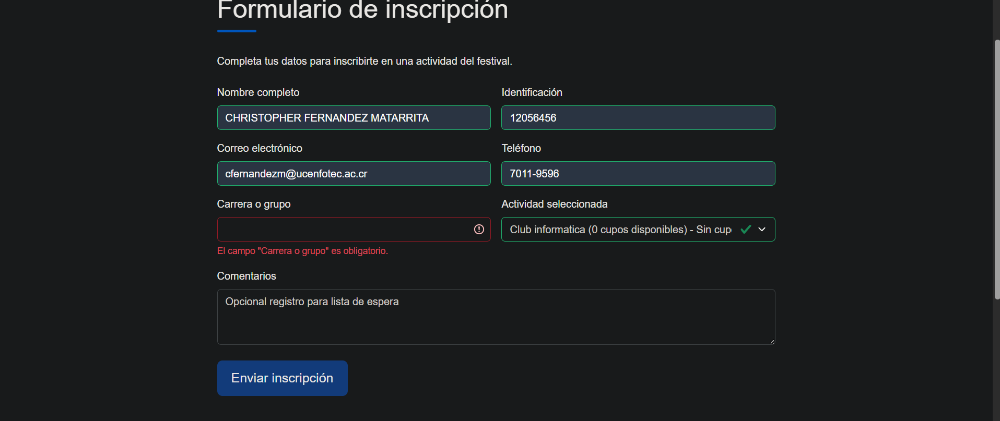 Formulario de inscripción
Completa tus datos para inscribirte en una actividad del festival.
Nombre completo
CHRISTOPHER FERNANDEZ MATARRITA
Identificación
12056456
Correo electrónico
cfernandezm@ucenfotec.ac.cr
Teléfono
7011-9596
Carrera o grupo
El campo "Carrera o grupo" es obligatorio.
Actividad seleccionada
Club informatica (0 cupos disponibles) - Sin cup
Comentarios
Opcional registro para lista de espera
Enviar inscripción